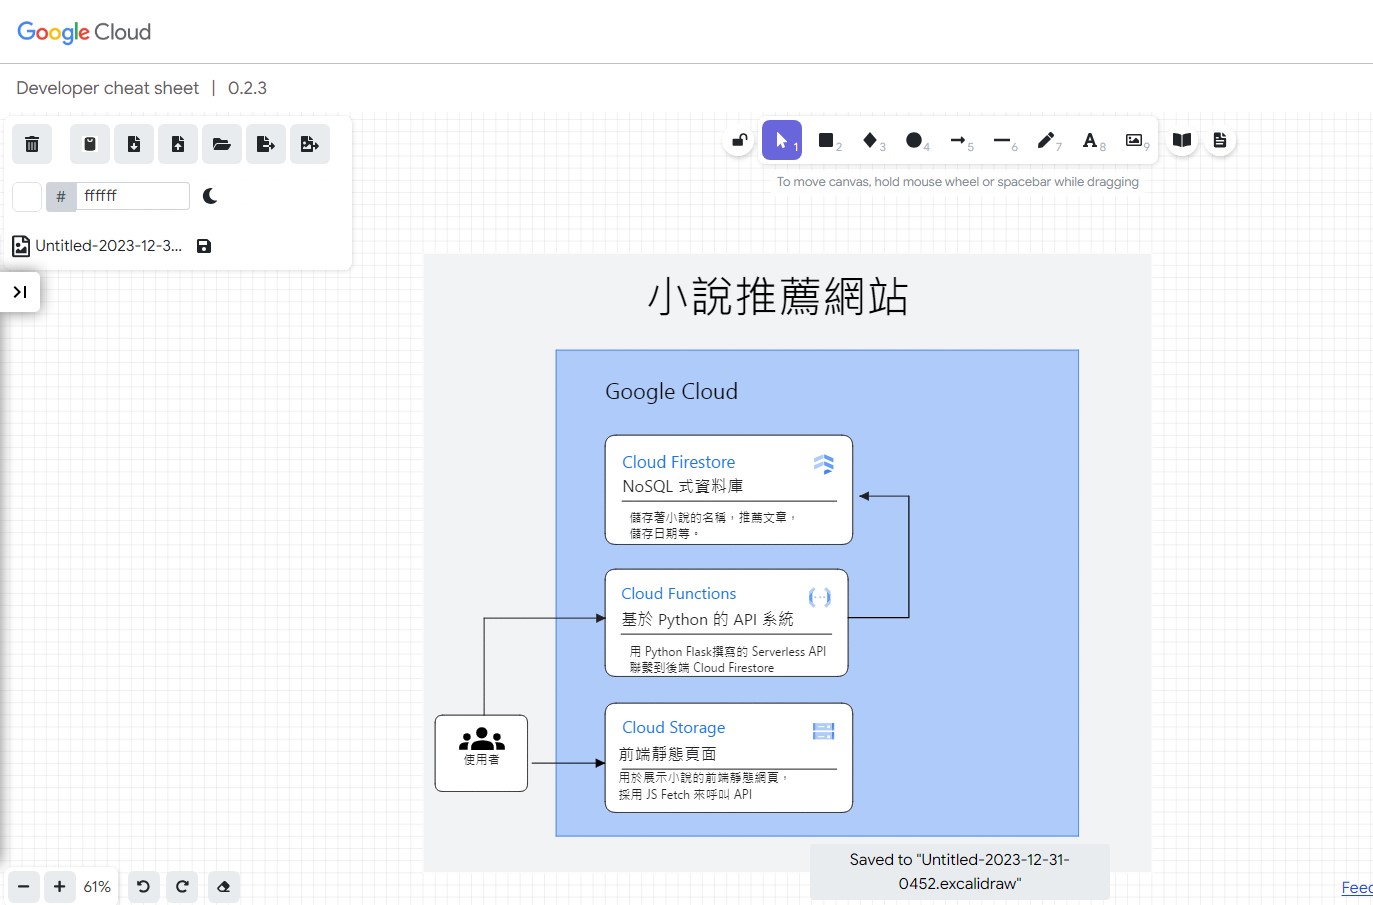 Google Cloud
Developer cheat sheet | 0.2.3
1 2 3 4 5 6 7 A 8 9
To move canvas, hold mouse wheel or spacebar while dragging
# ffffff
Untitled-2023-12-3...
小說推薦網站
Google Cloud
Cloud Firestore
NoSQL 式資料庫
儲存著小說的名稱，推薦文章，
儲存日期等。
Cloud Functions
基於 Python 的 API 系統
用 Python Flask撰寫的 Serverless API
聯繫到後端 Cloud Firestore
Cloud Storage
前端靜態頁面
用於展示小說的前端靜態網頁，
採用 JS Fetch 來呼叫 API
使用者
Saved to "Untitled-2023-12-31-
0452.excalidraw"
61%
Feed